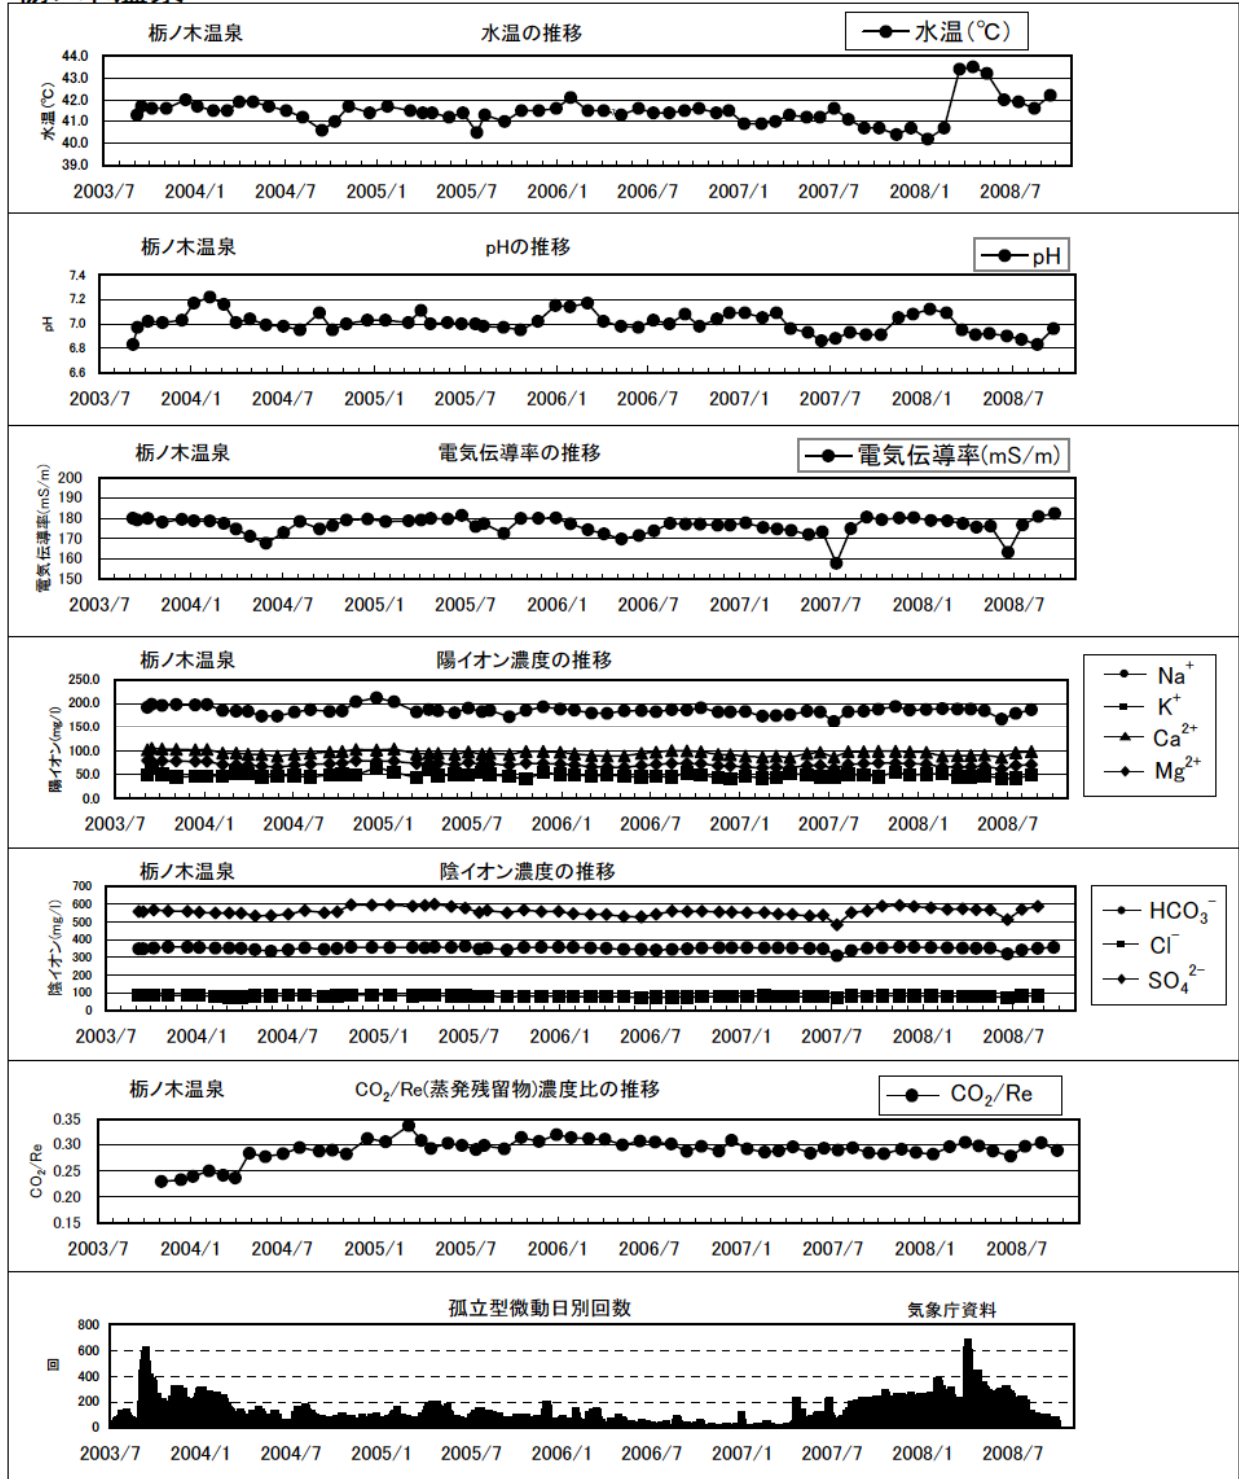 栃ノ木温泉
栃ノ木温泉 水温の推移 水温(℃)
水温(℃)
44.0
43.0
42.0
41.0
40.0
39.0
2003/7 2004/1 2004/7 2005/1 2005/7 2006/1 2006/7 2007/1 2007/7 2008/1 2008/7
栃ノ木温泉 pHの推移 pH
pH
7.4
7.2
7.0
6.8
6.6
2003/7 2004/1 2004/7 2005/1 2005/7 2006/1 2006/7 2007/1 2007/7 2008/1 2008/7
栃ノ木温泉 電気伝導率の推移 電気伝導率(mS/m)
電気伝導率(mS/m)
200
190
180
170
160
150
2003/7 2004/1 2004/7 2005/1 2005/7 2006/1 2006/7 2007/1 2007/7 2008/1 2008/7
栃ノ木温泉 陽イオン濃度の推移
陽イオン(mg/l)
250.0
200.0
150.0
100.0
50.0
0.0
2003/7 2004/1 2004/7 2005/1 2005/7 2006/1 2006/7 2007/1 2007/7 2008/1 2008/7
Na⁺
K⁺
Ca²⁺
Mg²⁺
栃ノ木温泉 陰イオン濃度の推移
陰イオン(mg/l)
700
600
500
400
300
200
100
0
2003/7 2004/1 2004/7 2005/1 2005/7 2006/1 2006/7 2007/1 2007/7 2008/1 2008/7
HCO₃⁻
Cl⁻
SO₄²⁻
栃ノ木温泉 CO₂/Re(蒸発残留物)濃度比の推移 CO₂/Re
CO₂/Re
0.35
0.30
0.25
0.20
0.15
2003/7 2004/1 2004/7 2005/1 2005/7 2006/1 2006/7 2007/1 2007/7 2008/1 2008/7
孤立型微動日別回数 気象庁資料
回
800
600
400
200
0
2003/7 2004/1 2004/7 2005/1 2005/7 2006/1 2006/7 2007/1 2007/7 2008/1 2008/7